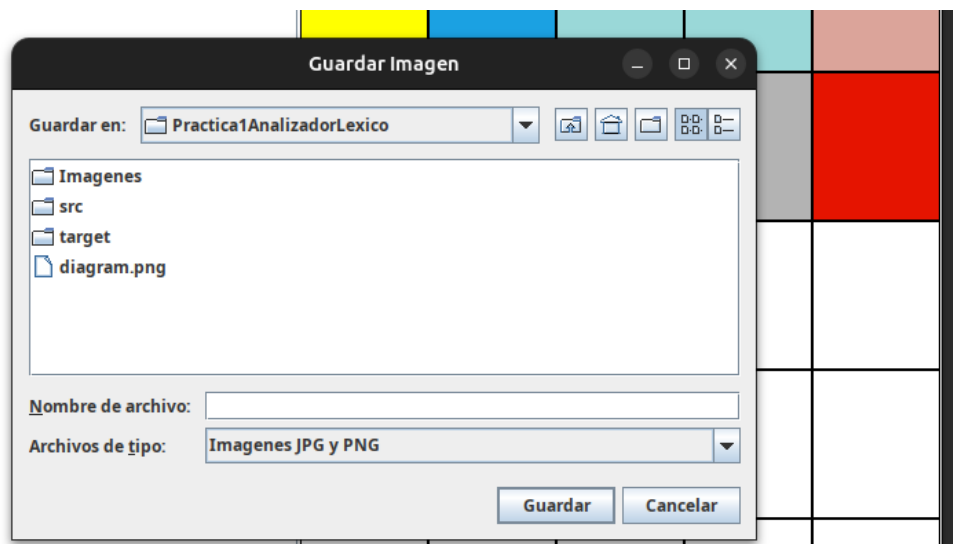 Guardar Imagen
Guardar en: Practica1AnalizadorLexico
Imagenes
src
target
diagram.png
Nombre de archivo:
Archivos de tipo: Imagenes JPG y PNG
Guardar Cancelar